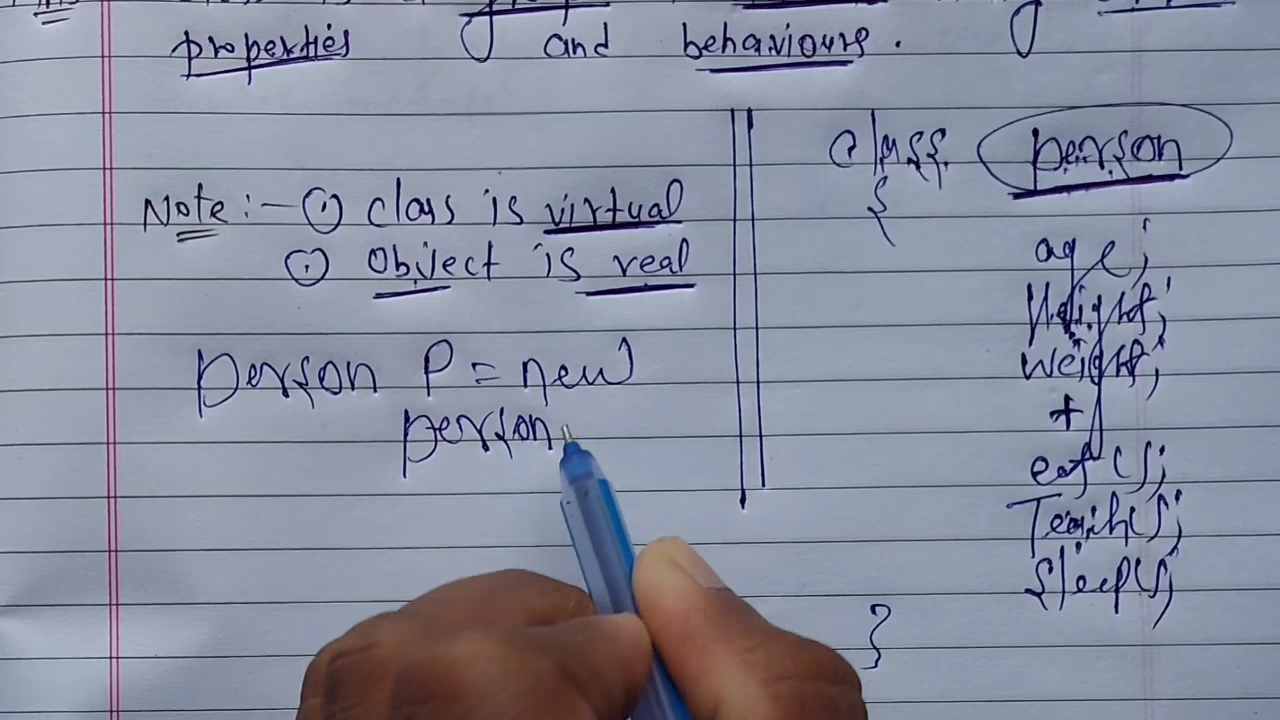 properties and behaviours.
Note :- ① class is virtual
① Object is real
person P = new
person
class person
{
age;
Height;
weight;
+
eat();
Teach();
Sleep();
}